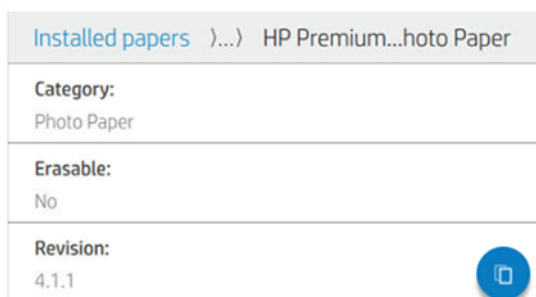 Installed papers 〉...〉 HP Premium...hoto Paper
Category:
Photo Paper
Erasable:
No
Revision:
4.1.1